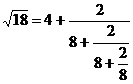 √18 = 4 + 2/(8 + 2/(8 + 2/8))